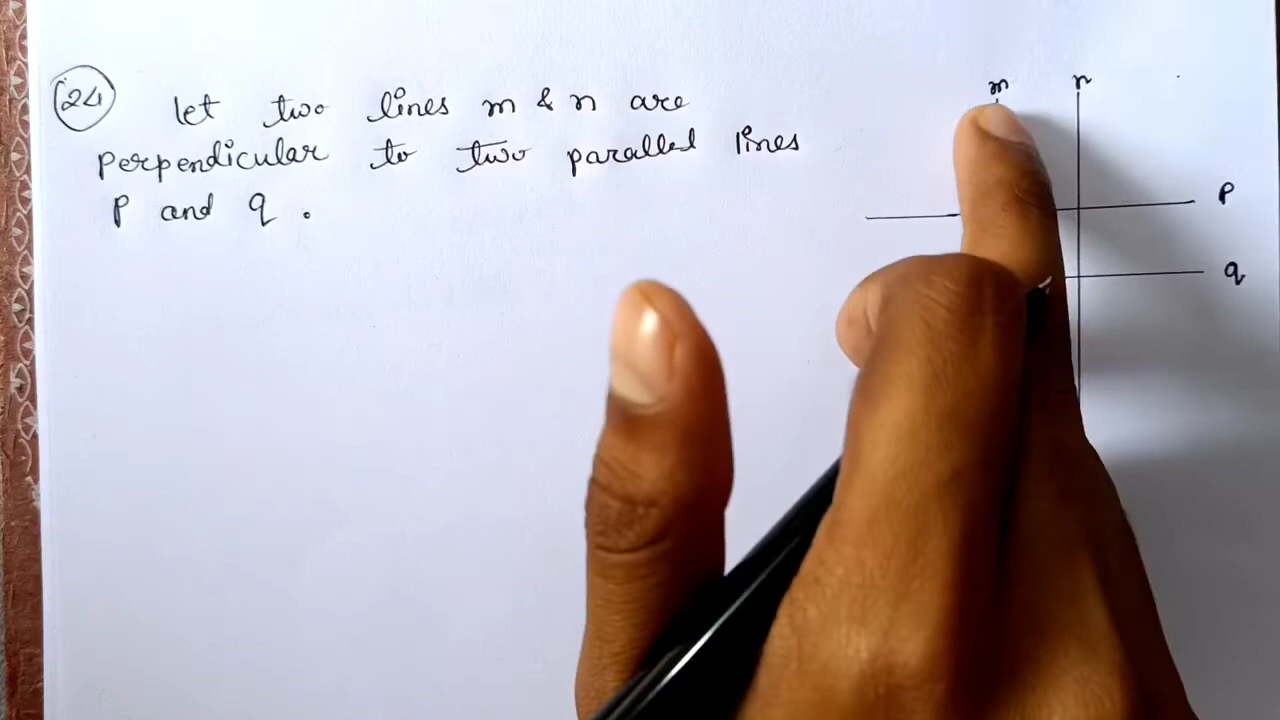 24 let two lines m & n are
perpendicular to two parallel lines
p and q .
m n
p
q